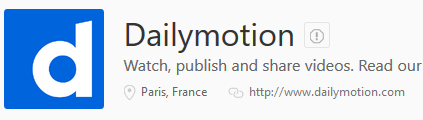 d
Dailymotion
Watch, publish and share videos. Read our
Paris, France http://www.dailymotion.com